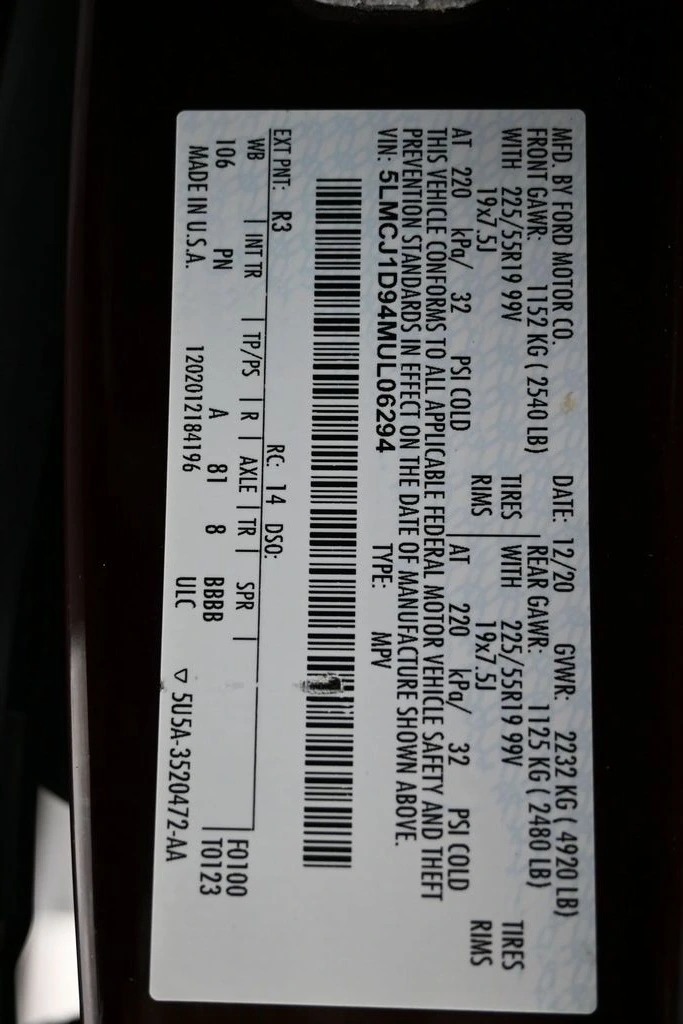 MFD. BY FORD MOTOR CO. DATE: 12/20 GVWR: 2232 KG ( 4920 LB)
FRONT GAWR: 1152 KG ( 2540 LB) REAR GAWR: 1125 KG ( 2480 LB)
WITH 225/55R19 99V TIRES WITH 225/55R19 99V TIRES
19x7.5J RIMS 19x7.5J RIMS
AT 220 kPa/ 32 PSI COLD AT 220 kPa/ 32 PSI COLD
THIS VEHICLE CONFORMS TO ALL APPLICABLE FEDERAL MOTOR VEHICLE SAFETY AND THEFT
PREVENTION STANDARDS IN EFFECT ON THE DATE OF MANUFACTURE SHOWN ABOVE.
VIN: 5LMCJ1D94MUL06294 TYPE: MPV
EXT PNT: R3 RC: 14 DSO:
WB | INT TR | TP/PS | R | AXLE | TR | SPR | F0100
106 PN A 81 8 BBBB T0123
MADE IN U.S.A. 1202012184196 ULC ▽ 5U5A-3520472-AA